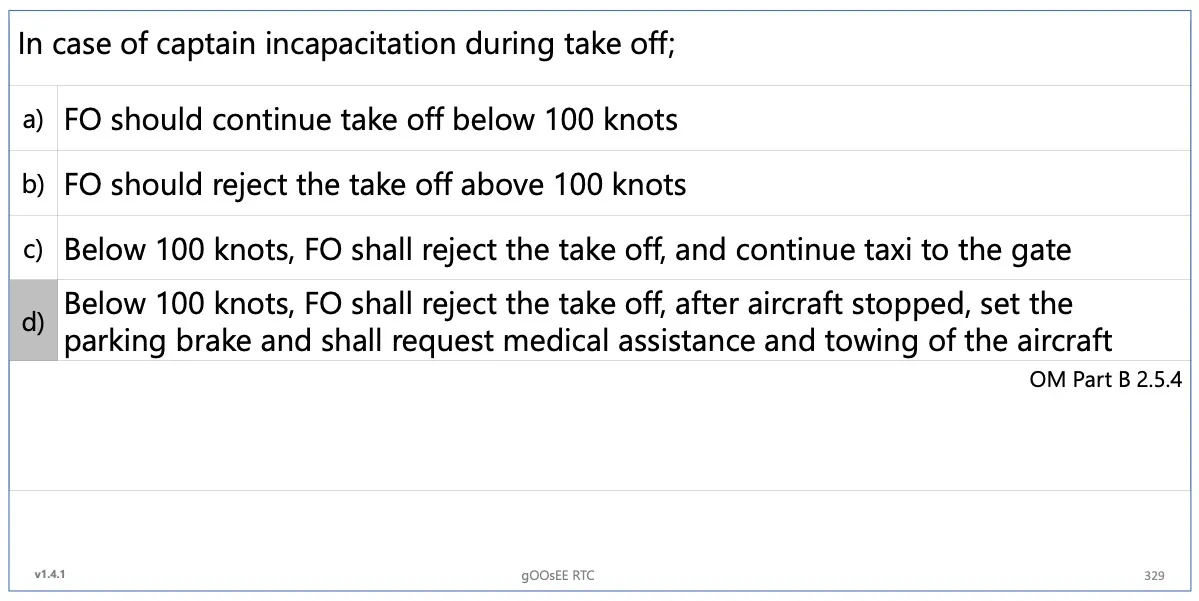 In case of captain incapacitation during take off;
a) FO should continue take off below 100 knots
b) FO should reject the take off above 100 knots
c) Below 100 knots, FO shall reject the take off, and continue taxi to the gate
d) Below 100 knots, FO shall reject the take off, after aircraft stopped, set the
parking brake and shall request medical assistance and towing of the aircraft
OM Part B 2.5.4
v1.4.1 gOOsEE RTC 329